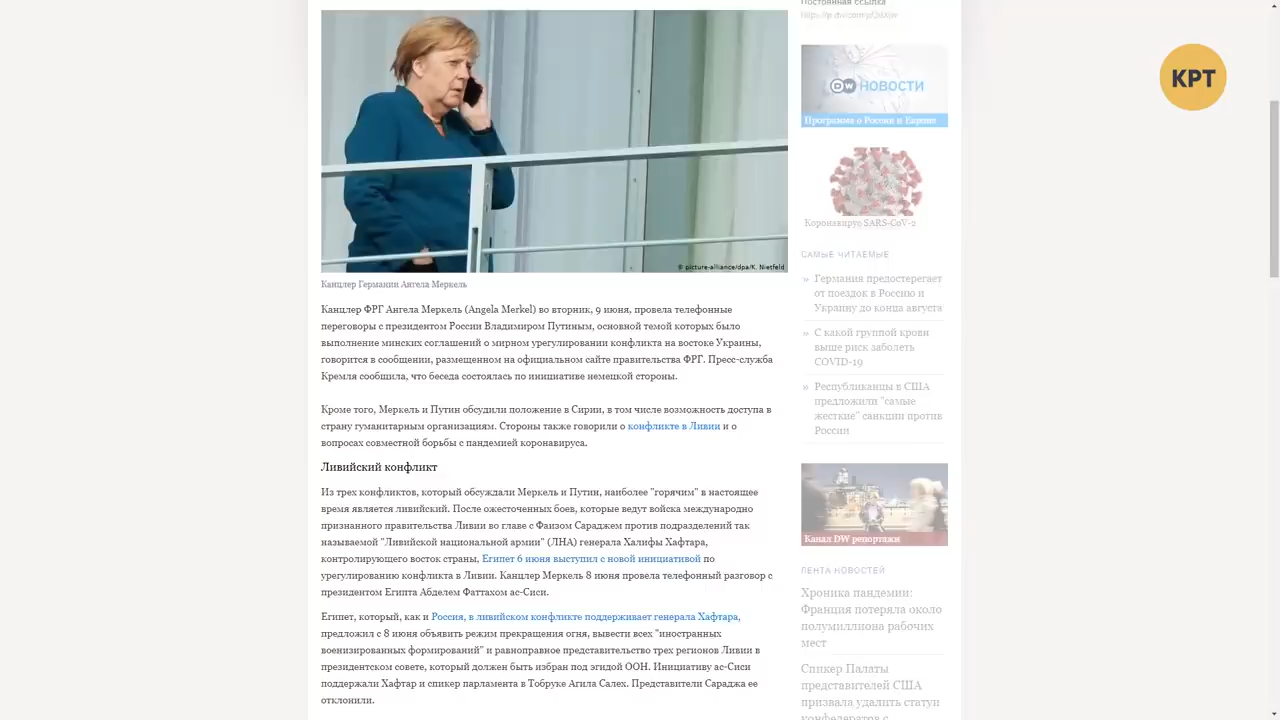 Постоянная ссылка
КРТ
DW НОВОСТИ
Программа о России и Европе
© picture-alliance/dpa/K. Nietfeld
Канцлер Германии Ангела Меркель
Канцлер ФРГ Ангела Меркель (Angela Merkel) во вторник, 9 июня, провела телефонные
переговоры с президентом России Владимиром Путиным, основной темой которых было
выполнение минских соглашений о мирном урегулировании конфликта на востоке Украины,
говорится в сообщении, размещенном на официальном сайте правительства ФРГ. Пресс-служба
Кремля сообщила, что беседа состоялась по инициативе немецкой стороны.
Кроме того, Меркель и Путин обсудили положение в Сирии, в том числе возможность доступа в
страну гуманитарным организациям. Стороны также говорили о конфликте в Ливии и о
вопросах совместной борьбы с пандемией коронавируса.
Ливийский конфликт
Из трех конфликтов, который обсуждали Меркель и Путин, наиболее "горячим" в настоящее
время является ливийский. После ожесточенных боев, которые ведут войска международно
признанного правительства Ливии во главе с Фаизом Сараджем против подразделений так
называемой "Ливийской национальной армии" (ЛНА) генерала Халифы Хафтара,
контролирующего восток страны, Египет 6 июня выступил с новой инициативой по
урегулированию конфликта в Ливии. Канцлер Меркель 8 июня провела телефонный разговор с
президентом Египта Абделем Фаттахом ас-Сиси.
Египет, который, как и Россия, в ливийском конфликте поддерживает генерала Хафтара,
предложил с 8 июня объявить режим прекращения огня, вывести всех "иностранных
военизированных формирований" и равноправное представительство трех регионов Ливии в
президентском совете, который должен быть избран под эгидой ООН. Инициативу ас-Сиси
поддержали Хафтар и спикер парламента в Тобруке Агила Салех. Представители Сараджа ее
отклонили.
Коронавирус SARS-CoV-2
САМЫЕ ЧИТАЕМЫЕ
» Германия предостерегает
от поездок в Россию и
Украину до конца августа
» С какой группой крови
выше риск заболеть
COVID-19
» Республиканцы в США
предложили "самые
жесткие" санкции против
России
Канал DW репортажи
ЛЕНТА НОВОСТЕЙ
Хроника пандемии:
Франция потеряла около
полумиллиона рабочих
мест
Спикер Палаты
представителей США
призвала удалить статуи
конфедератов с